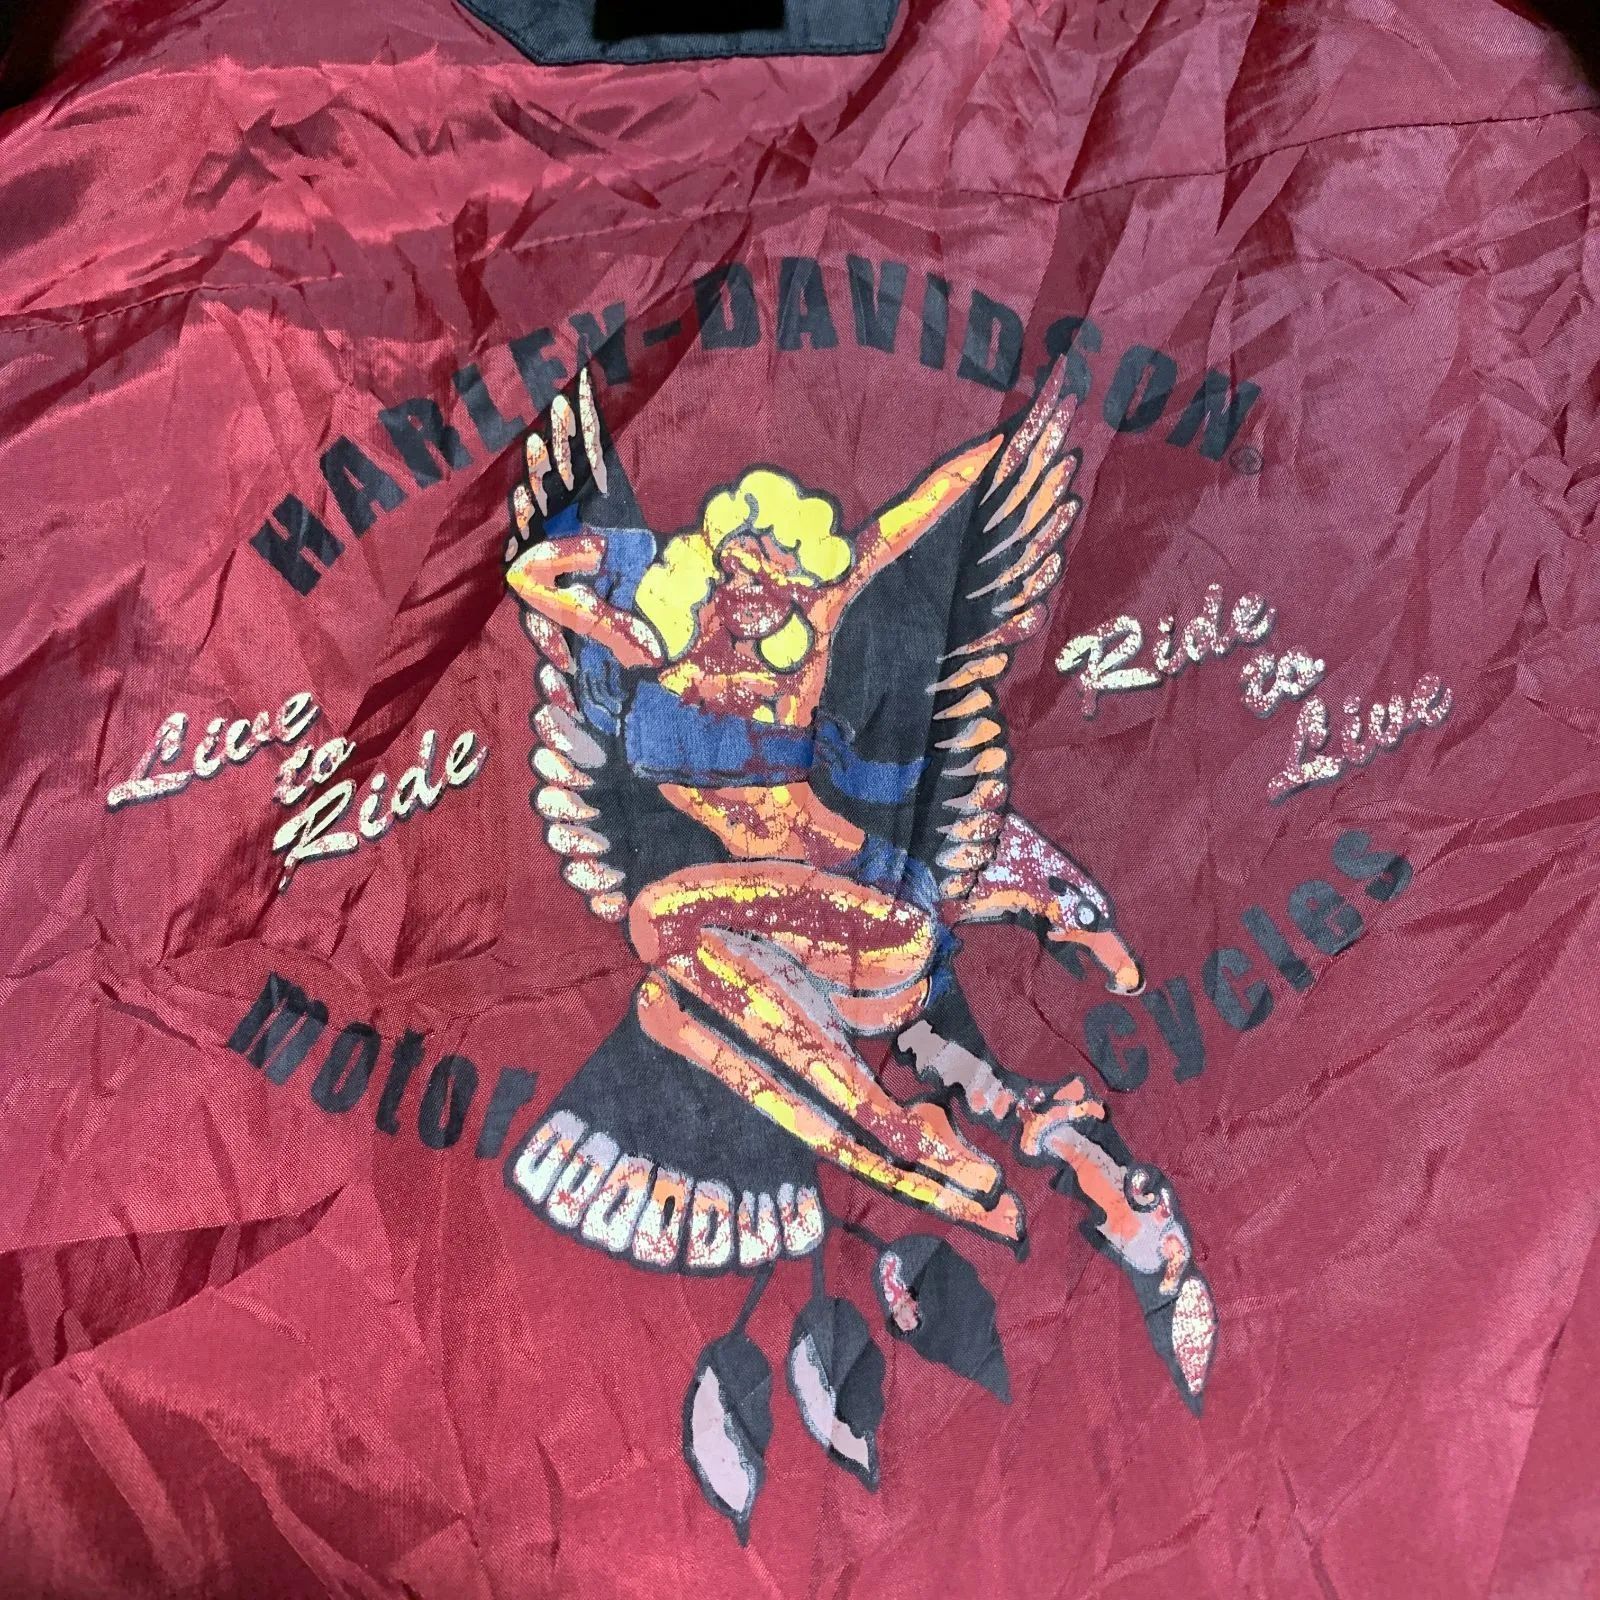 HARLEY-DAVIDSON®
Live
to
Ride
Ride
to
Live
motor
cycles